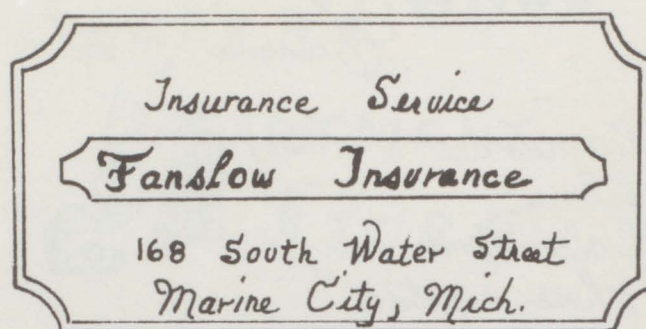 Insurance Service
Fanslow Insurance
168 South Water Street
Marine City, Mich.